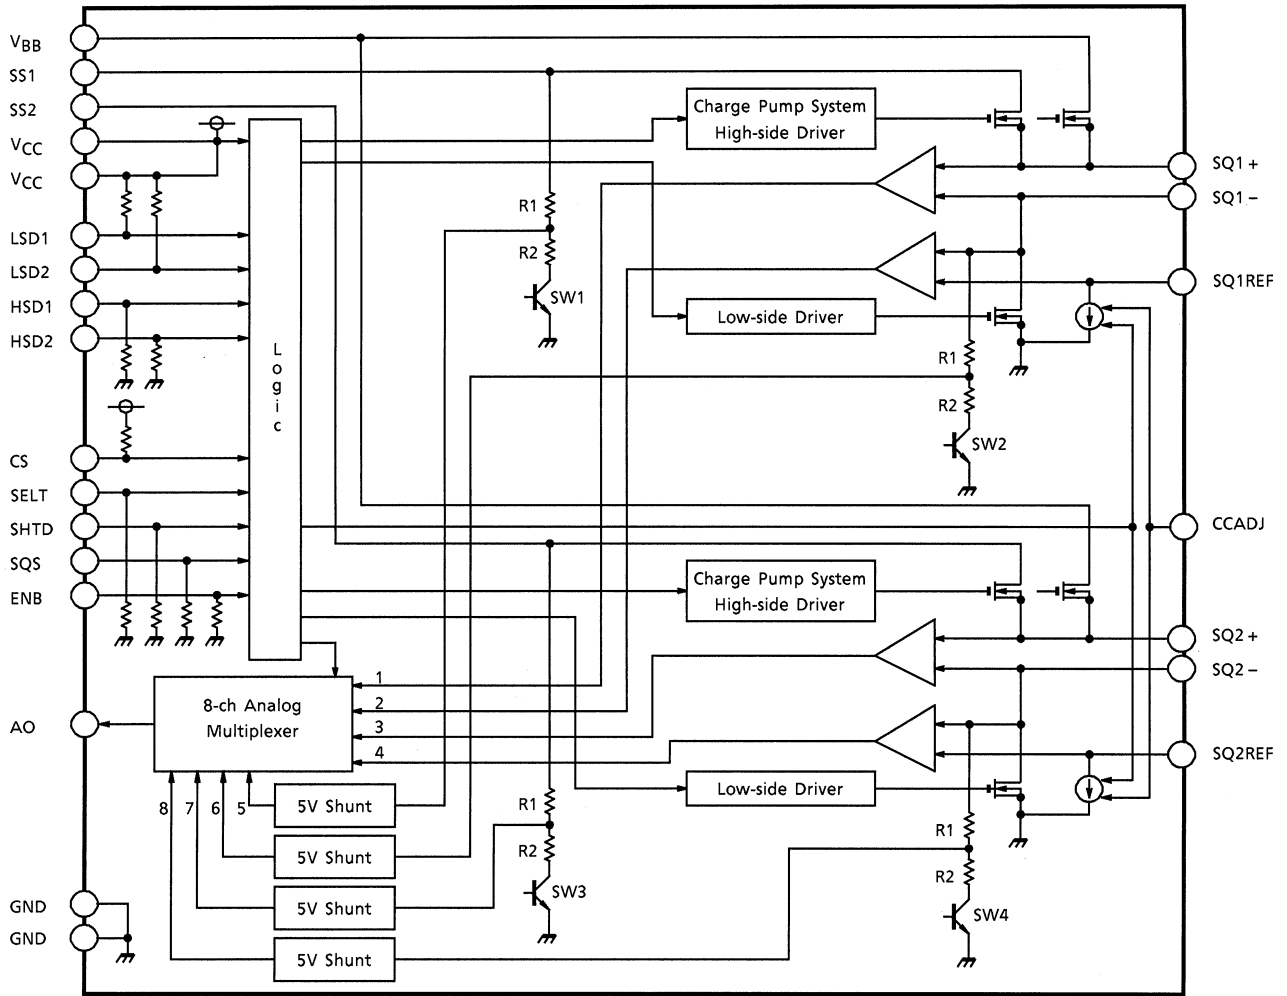 VBB
SS1
SS2
VCC
VCC
LSD1
LSD2
HSD1
HSD2
CS
SELT
SHTD
SQS
ENB
AO
GND
GND
Logic
Charge Pump System
High-side Driver
R1
R2
SW1
Low-side Driver
R1
R2
SW2
SQ1+
SQ1−
SQ1REF
CCADJ
Charge Pump System
High-side Driver
SQ2+
SQ2−
SQ2REF
8-ch Analog
Multiplexer
1
2
3
4
8 7 6 5
5V Shunt
5V Shunt
5V Shunt
5V Shunt
R1
R2
SW3
Low-side Driver
R1
R2
SW4